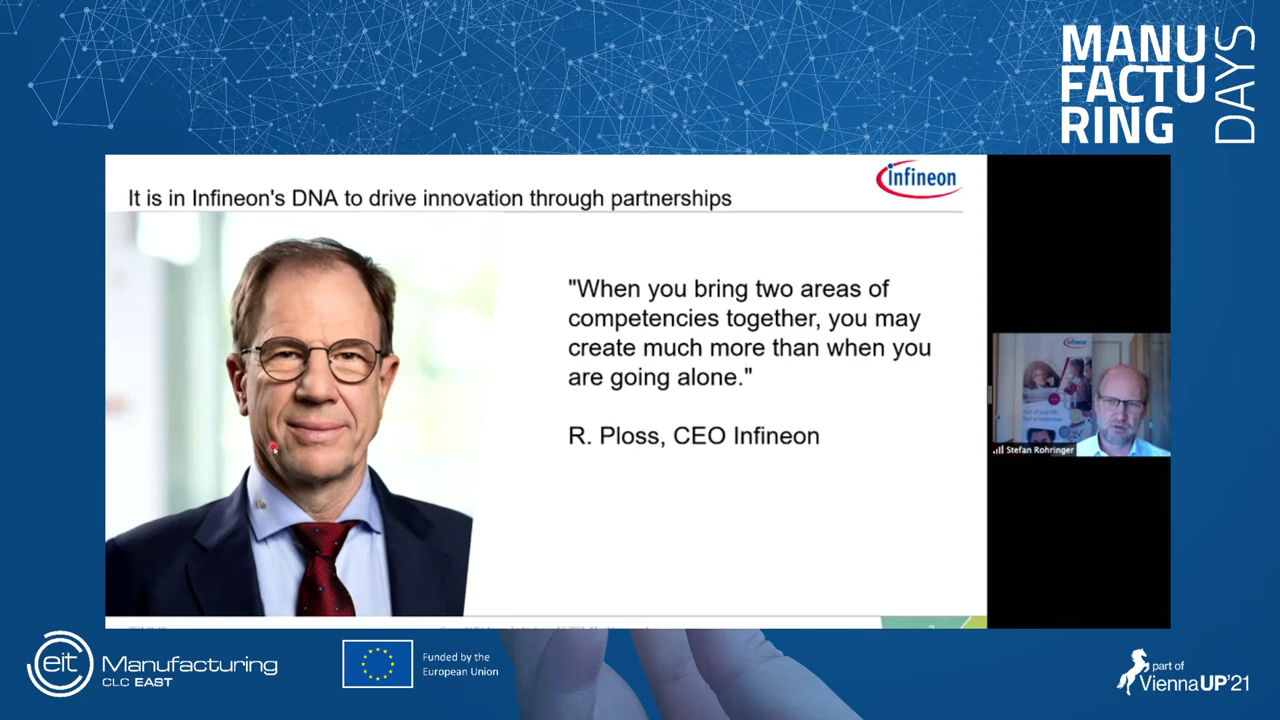 MANU
FACTU
RING
DAYS
infineon
It is in Infineon's DNA to drive innovation through partnerships
"When you bring two areas of
competencies together, you may
create much more than when you
are going alone."
R. Ploss, CEO Infineon
infineon
Stefan Rohringer
eit Manufacturing
CLC EAST
Funded by the
European Union
part of
ViennaUP'21